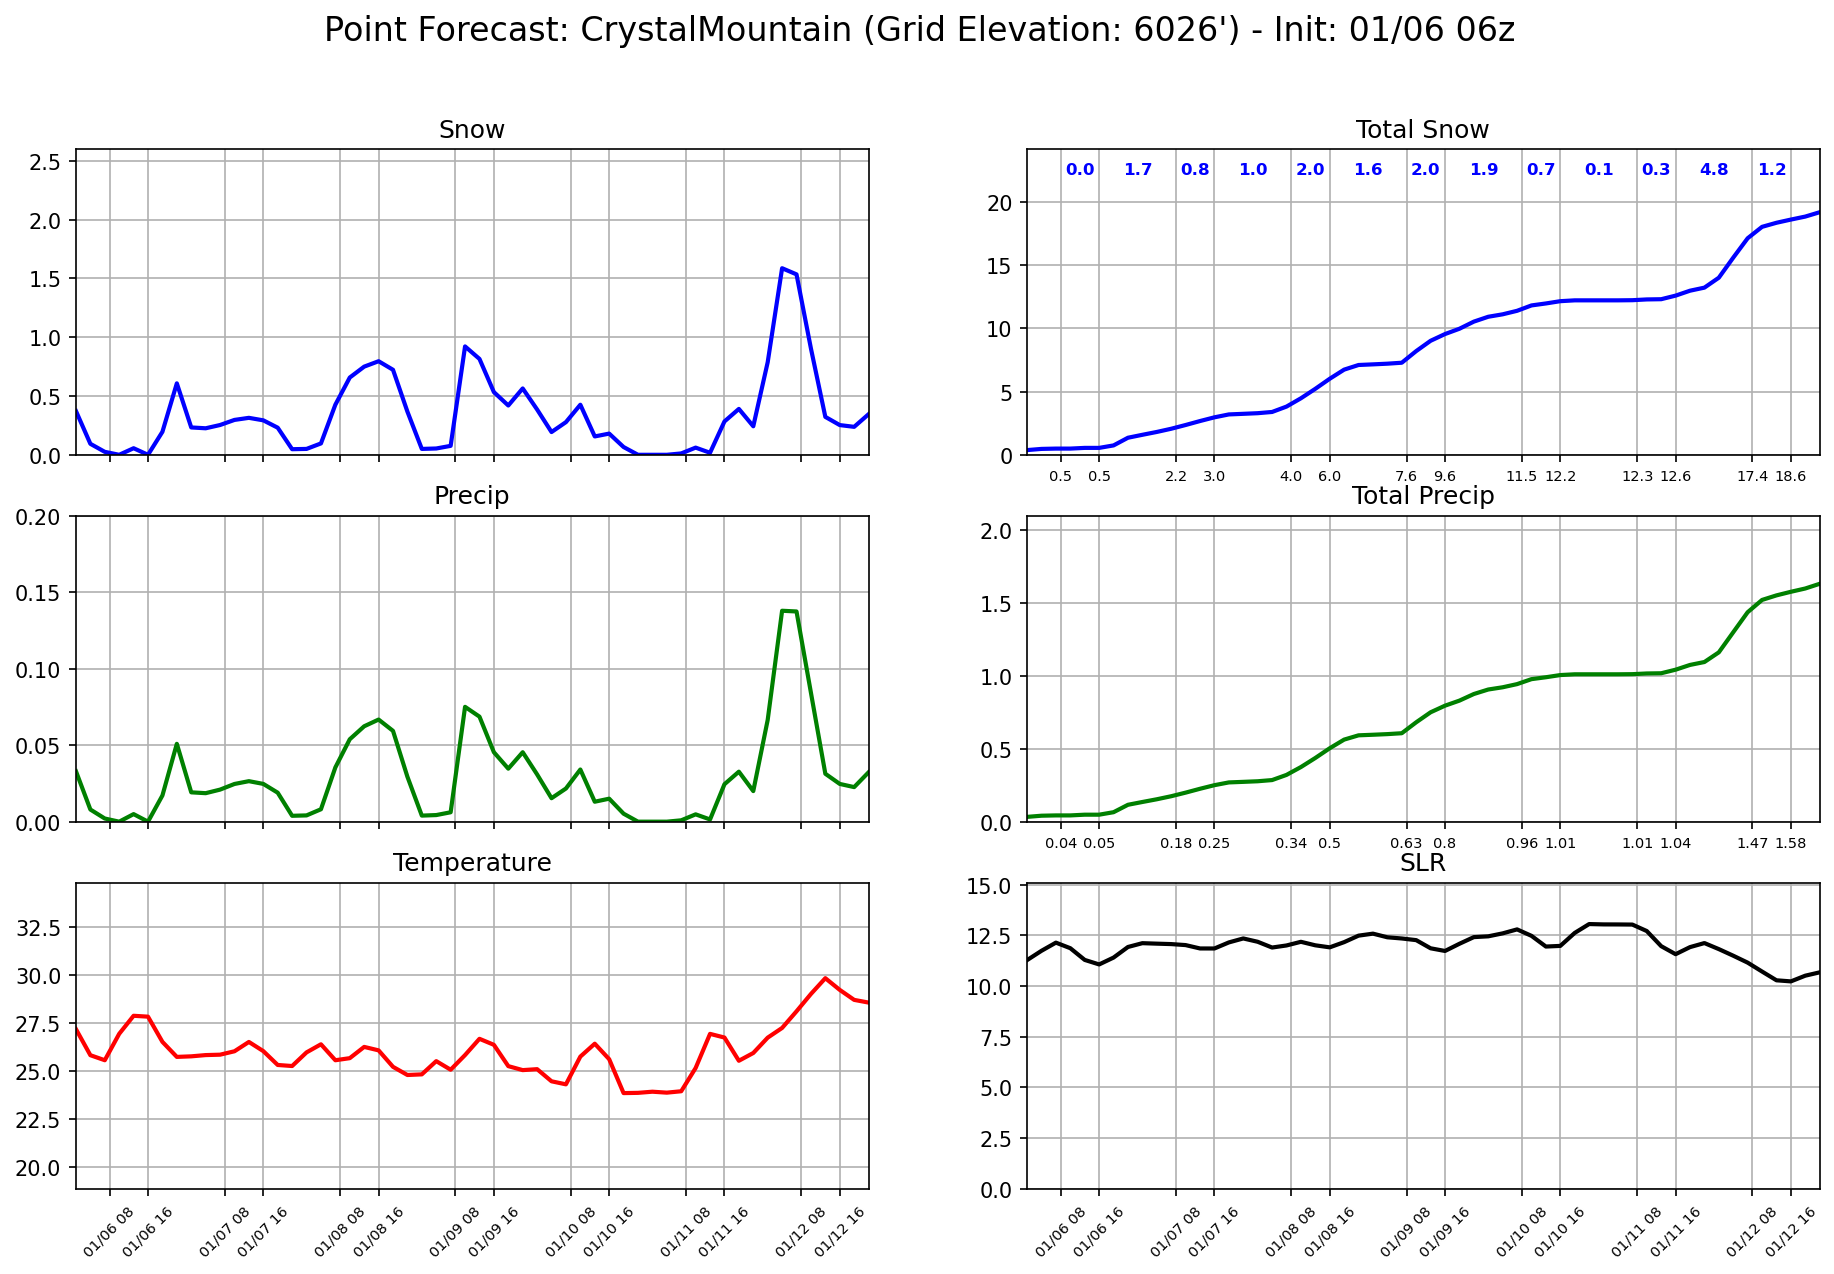 Point Forecast: CrystalMountain (Grid Elevation: 6026') - Init: 01/06 06z
Snow
2.5
2.0
1.5
1.0
0.5
0.0
Total Snow
0.0 1.7 0.8 1.0 2.0 1.6 2.0 1.9 0.7 0.1 0.3 4.8 1.2
20
15
10
5
0
0.5 0.5 2.2 3.0 4.0 6.0 7.6 9.6 11.5 12.2 12.3 12.6 17.4 18.6
Precip
0.20
0.15
0.10
0.05
0.00
Total Precip
2.0
1.5
1.0
0.5
0.0
0.04 0.05 0.18 0.25 0.34 0.5 0.63 0.8 0.96 1.01 1.01 1.04 1.47 1.58
Temperature
32.5
30.0
27.5
25.0
22.5
20.0
01/06 08 01/06 16 01/07 08 01/07 16 01/08 08 01/08 16 01/09 08 01/09 16 01/10 08 01/10 16 01/11 08 01/11 16 01/12 08 01/12 16
SLR
15.0
12.5
10.0
7.5
5.0
2.5
0.0
01/06 08 01/06 16 01/07 08 01/07 16 01/08 08 01/08 16 01/09 08 01/09 16 01/10 08 01/10 16 01/11 08 01/11 16 01/12 08 01/12 16